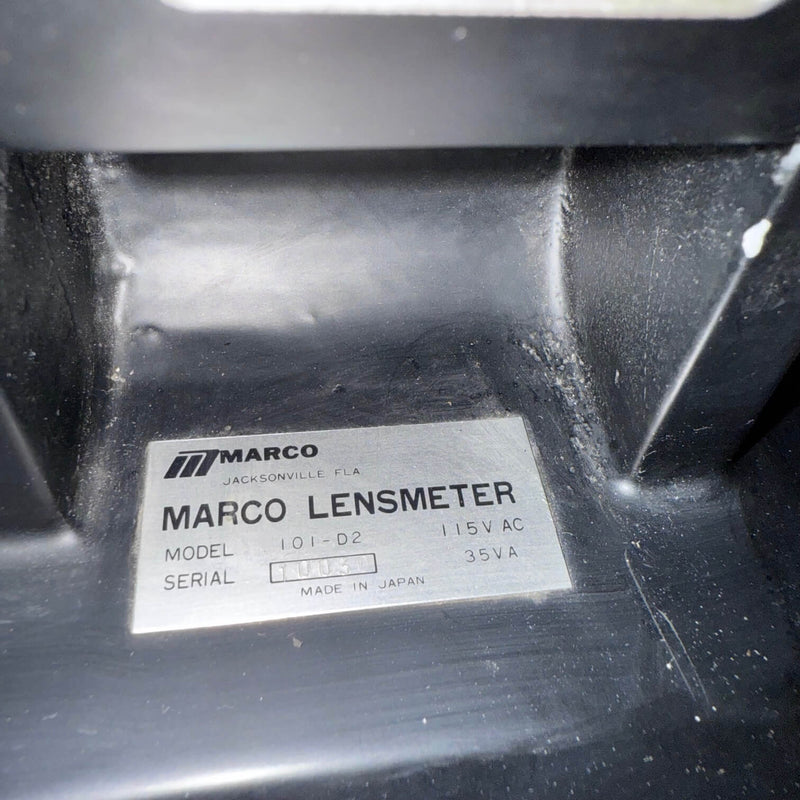 MARCO
JACKSONVILLE FLA
MARCO LENSMETER
MODEL 101-D2 115V AC
SERIAL 35VA
MADE IN JAPAN